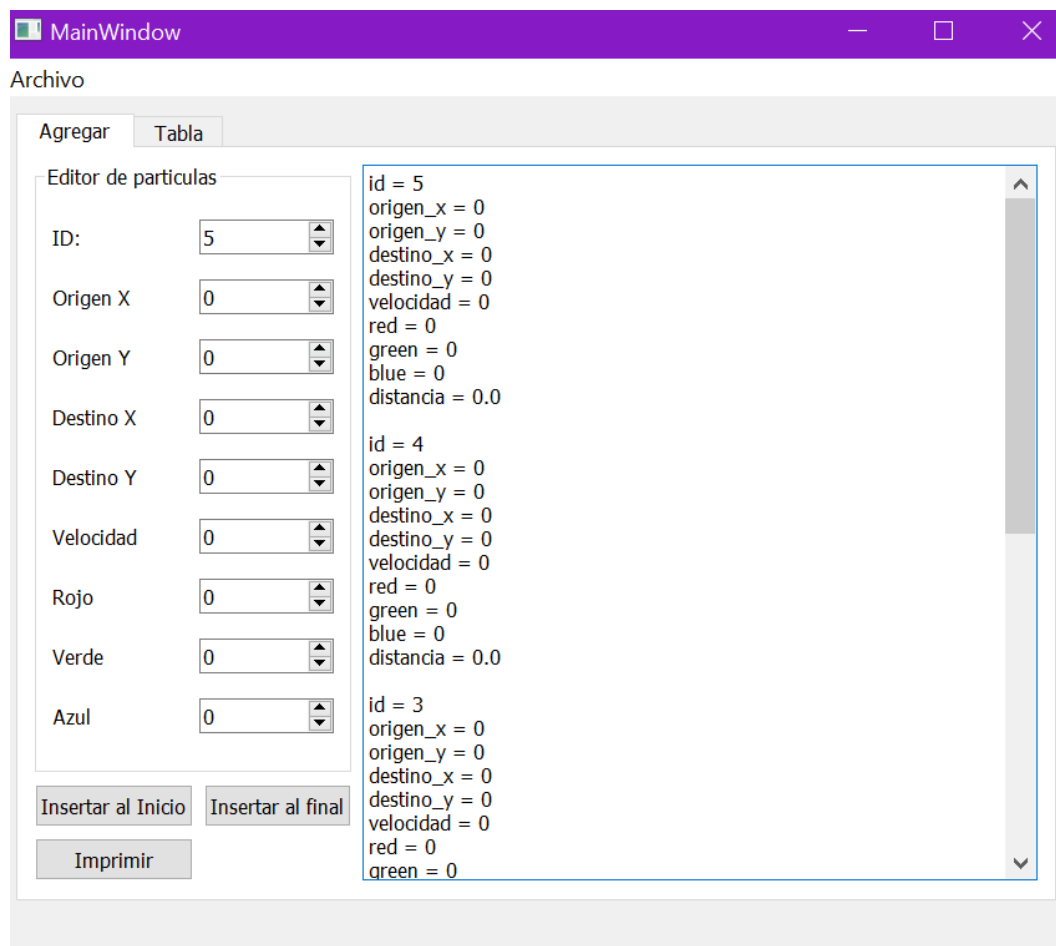 MainWindow
Archivo
Agregar
Tabla
Editor de particulas
ID:
5
Origen X
0
Origen Y
0
Destino X
0
Destino Y
0
Velocidad
0
Rojo
0
Verde
0
Azul
0
Insertar al Inicio
Insertar al final
Imprimir
id = 5
origen_x = 0
origen_y = 0
destino_x = 0
destino_y = 0
velocidad = 0
red = 0
green = 0
blue = 0
distancia = 0.0
id = 4
origen_x = 0
origen_y = 0
destino_x = 0
destino_y = 0
velocidad = 0
red = 0
green = 0
blue = 0
distancia = 0.0
id = 3
origen_x = 0
origen_y = 0
destino_x = 0
destino_y = 0
velocidad = 0
red = 0
green = 0